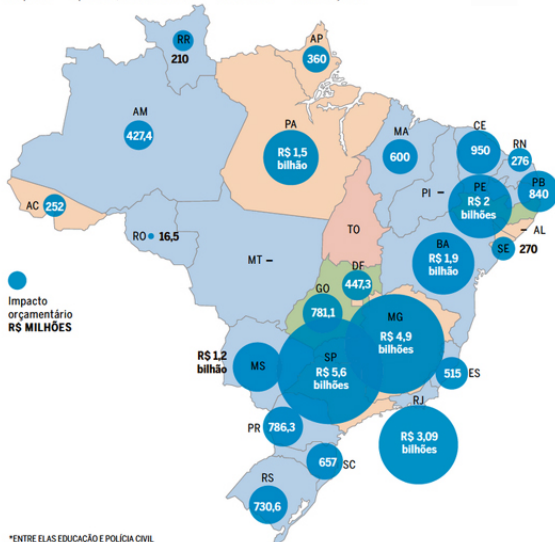 RR
210
AP
360
AM
427,4
PA
R$ 1,5
bilhão
MA
600
CE
950
RN
276
PB
840
PI –
PE
R$ 2
bilhões
– AL
SE
270
AC
252
RO
16,5
TO
BA
R$ 1,9
bilhão
MT –
DF
447,3
GO
781,1
Impacto
orçamentário
R$ MILHÕES
MG
R$ 4,9
bilhões
R$ 1,2
bilhão
MS
SP
R$ 5,6
bilhões
515
ES
RJ
R$ 3,09
bilhões
PR
786,3
657
SC
RS
730,6
*ENTRE ELAS EDUCAÇÃO E POLÍCIA CIVIL